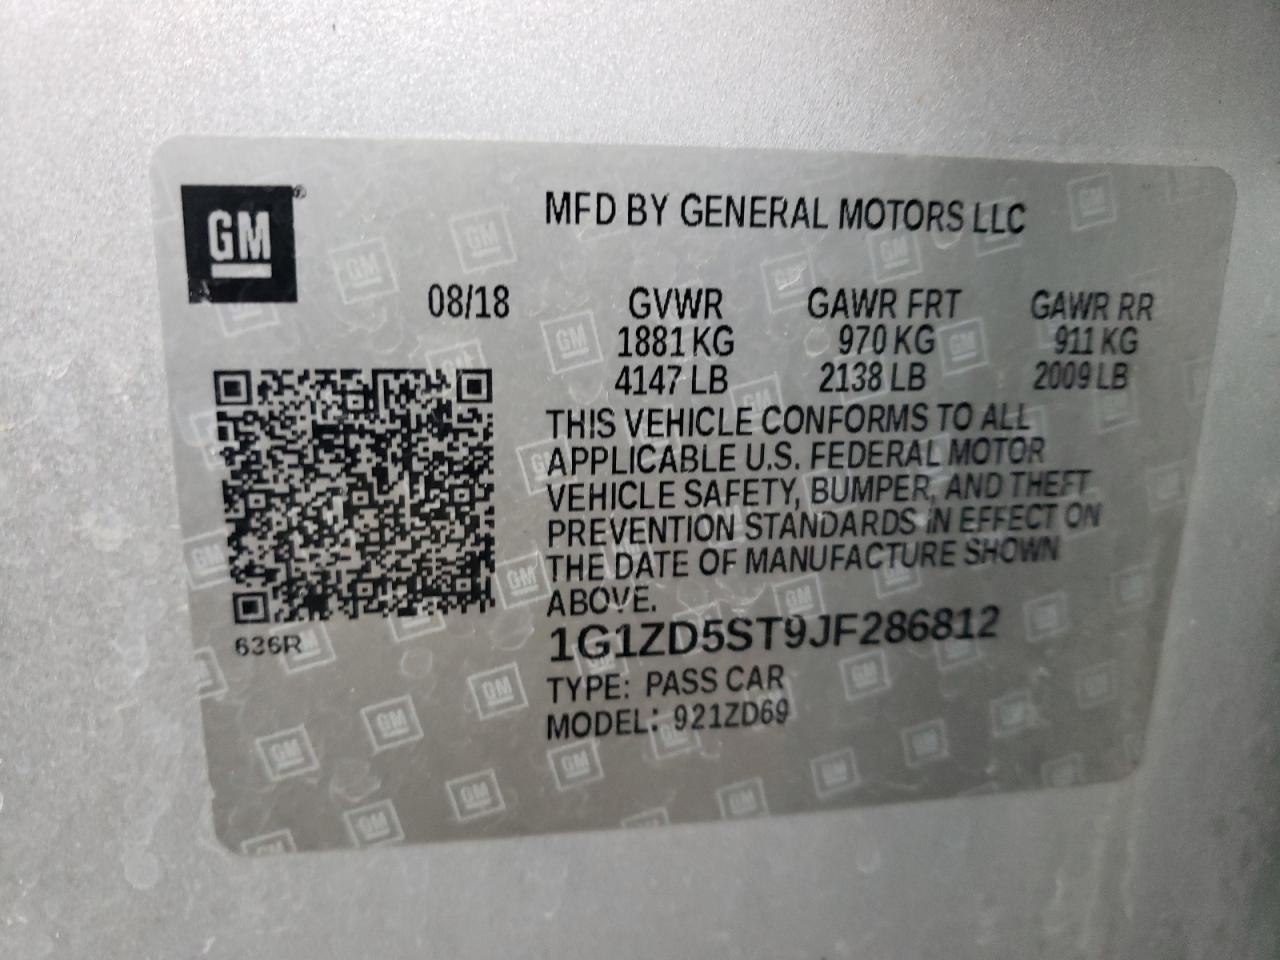 GM
MFD BY GENERAL MOTORS LLC
08/18 GVWR GAWR FRT GAWR RR
1881 KG 970 KG 911 KG
4147 LB 2138 LB 2009 LB
THIS VEHICLE CONFORMS TO ALL
APPLICABLE U.S. FEDERAL MOTOR
VEHICLE SAFETY, BUMPER, AND THEFT
PREVENTION STANDARDS IN EFFECT ON
THE DATE OF MANUFACTURE SHOWN
ABOVE.
636R
1G1ZD5ST9JF286812
TYPE: PASS CAR
MODEL: 921ZD69